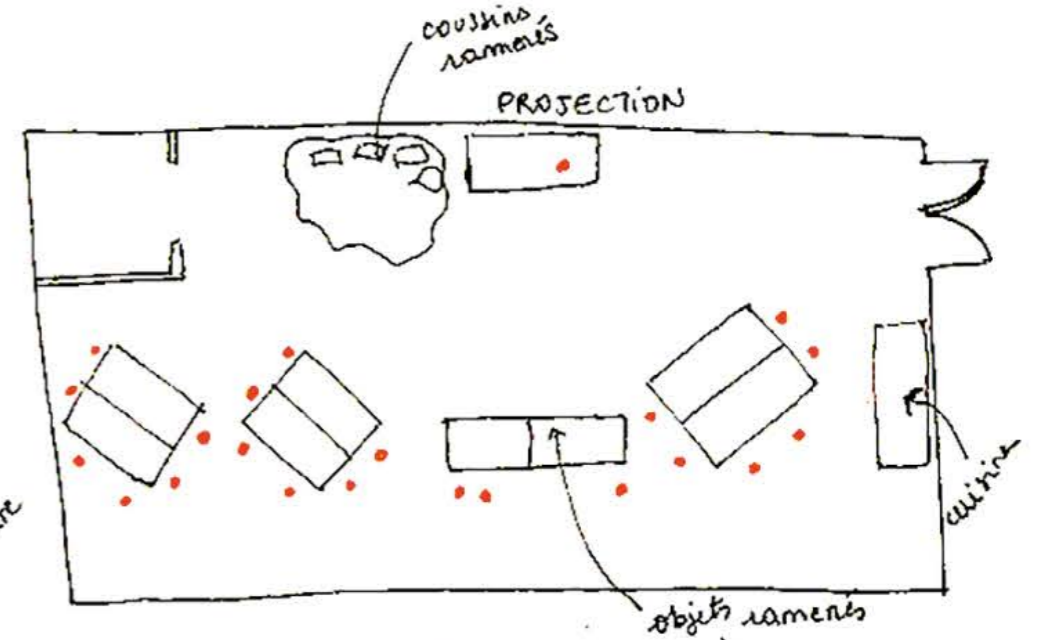 coussins
ramenés
PROJECTION
cuisine
objets ramenés